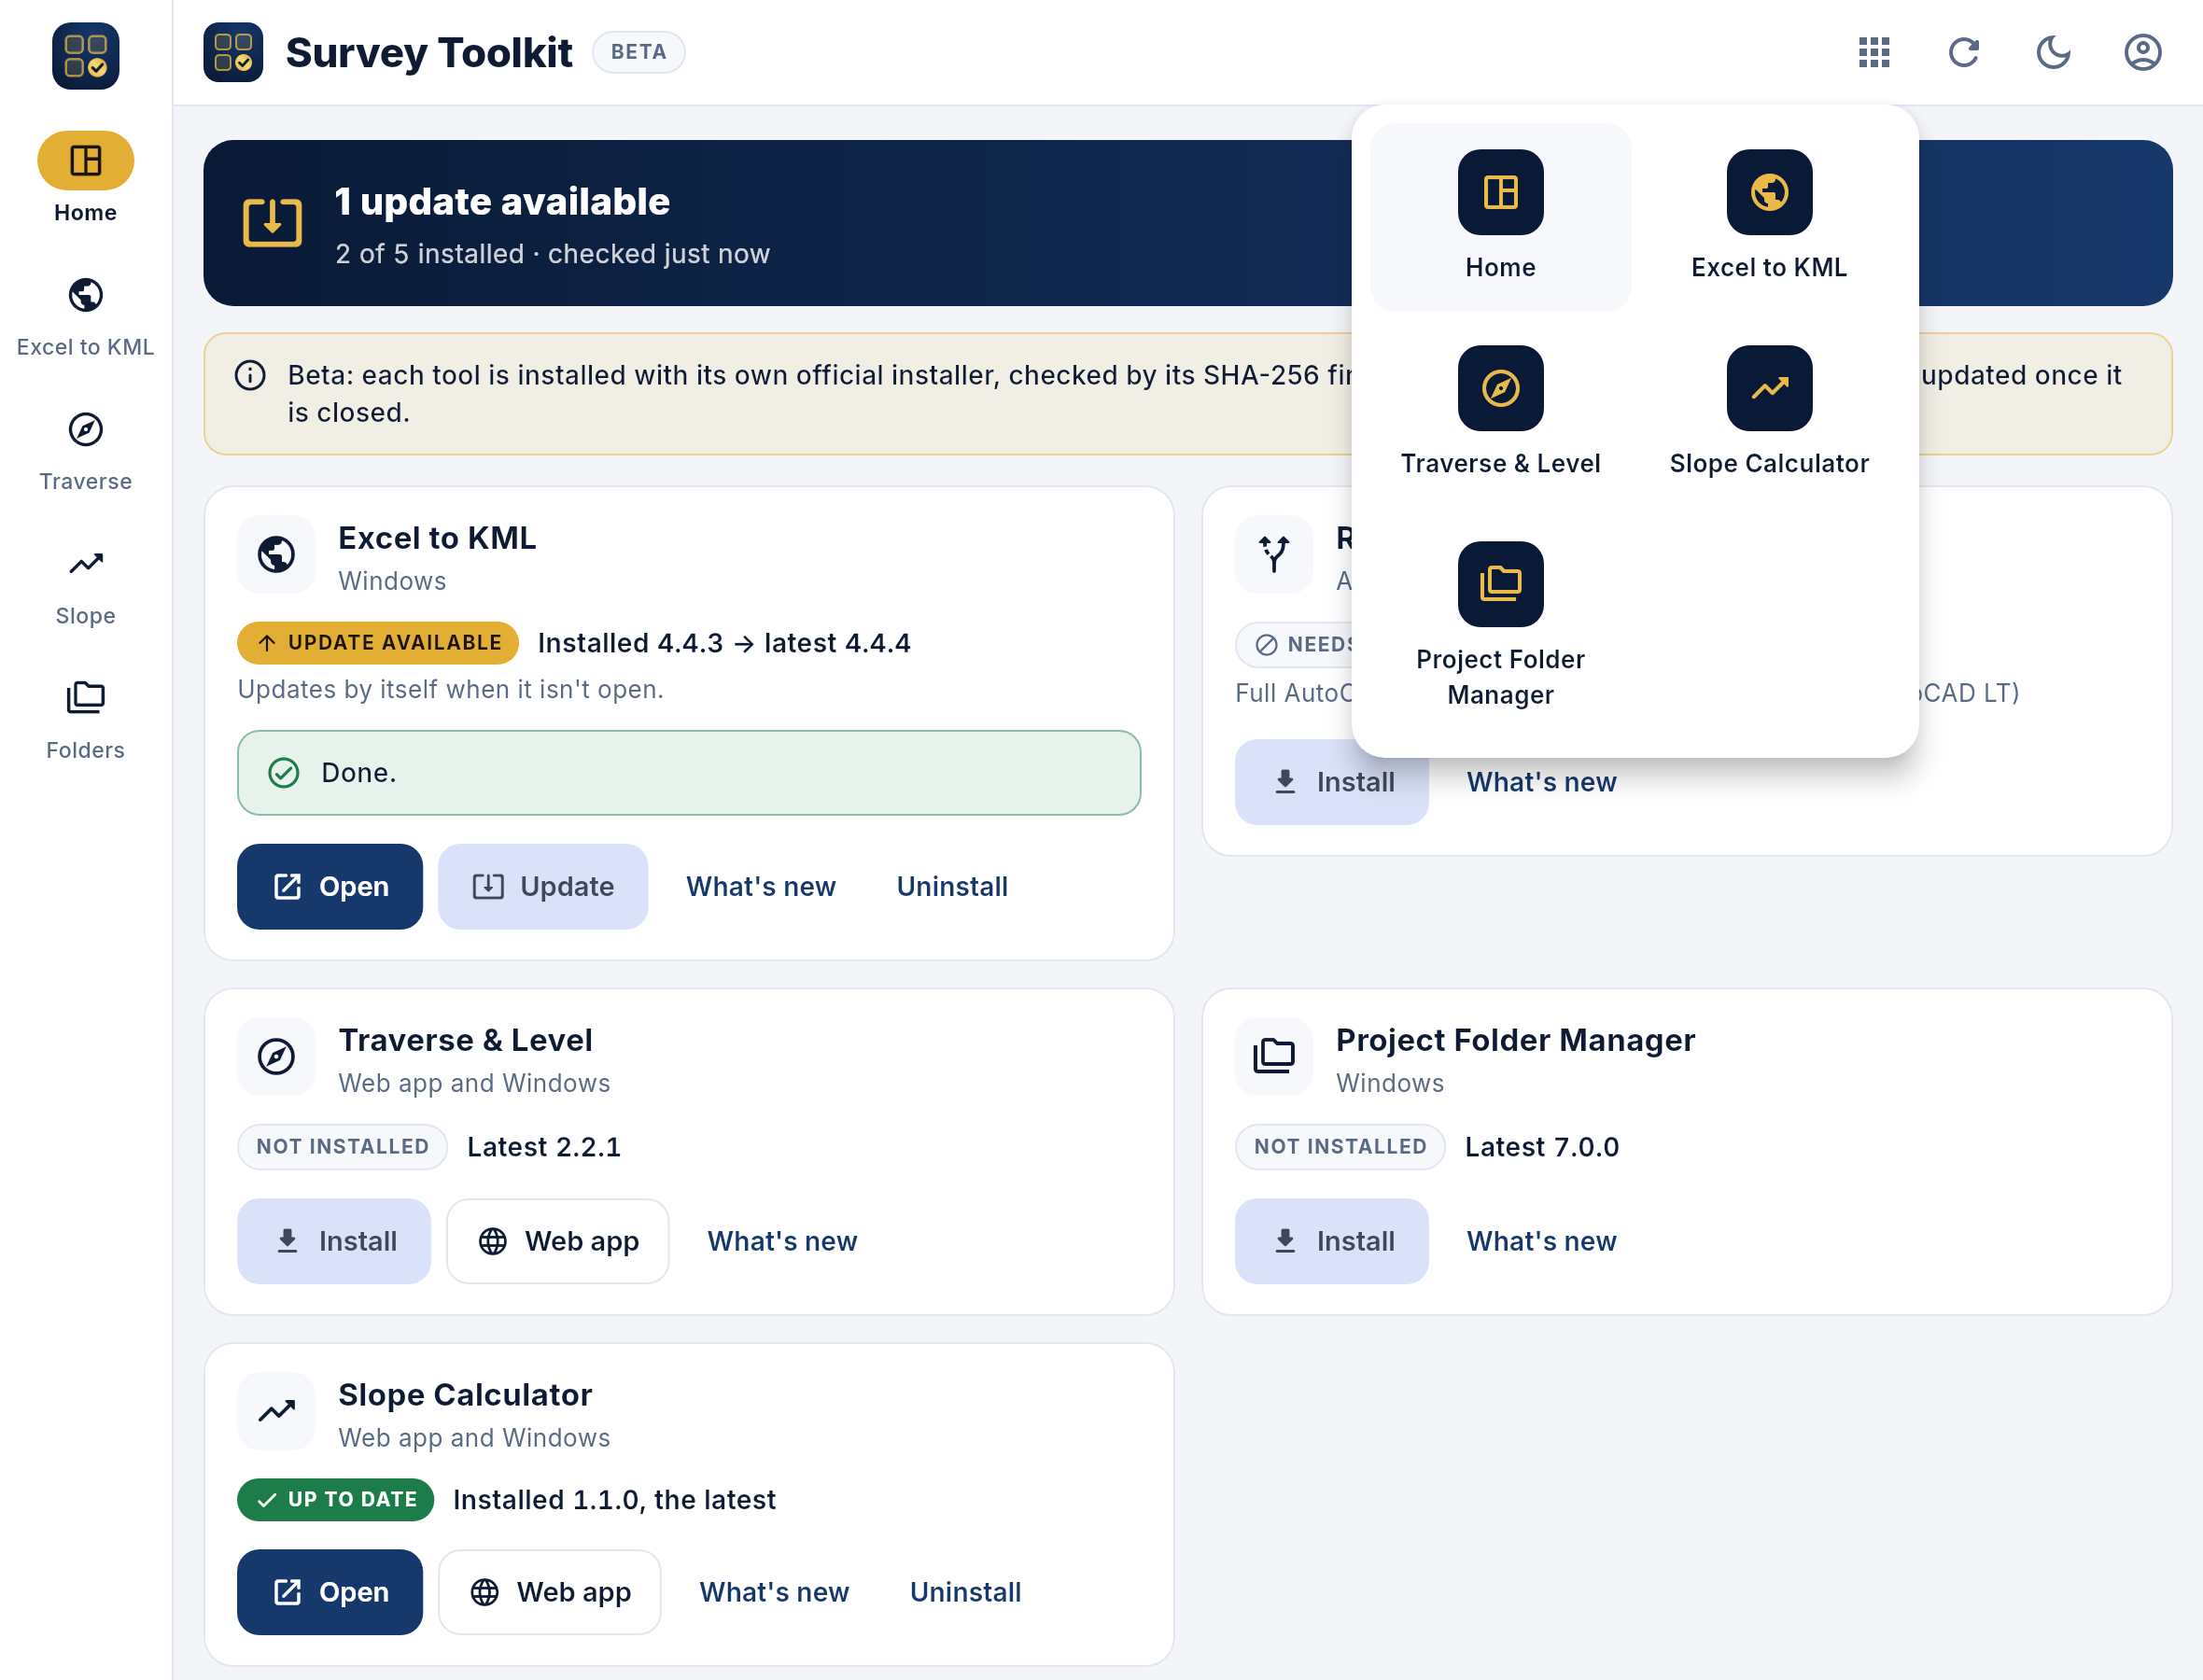 Survey Toolkit BETA
Home
Excel to KML
Traverse
Slope
Folders
1 update available
2 of 5 installed · checked just now
Home
Excel to KML
Traverse & Level
Slope Calculator
Project Folder
Manager
Beta: each tool is installed with its own official installer, checked by its SHA-256
updated once it
is closed.
Excel to KML
Windows
UPDATE AVAILABLE Installed 4.4.3 → latest 4.4.4
Updates by itself when it isn't open.
Done.
Open Update What's new Uninstall
Full
LT)
Install What's new
Traverse & Level
Web app and Windows
NOT INSTALLED Latest 2.2.1
Install Web app What's new
Project Folder Manager
Windows
NOT INSTALLED Latest 7.0.0
Install What's new
Slope Calculator
Web app and Windows
UP TO DATE Installed 1.1.0, the latest
Open Web app What's new Uninstall